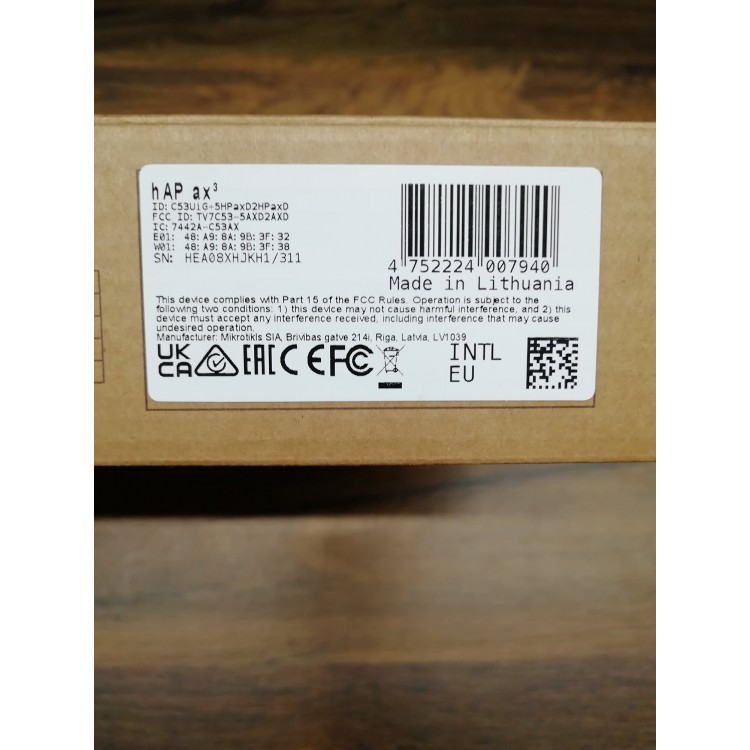 hAP ax³
ID: C53UiG+5HPaxD2HPaxD
FCC ID: TV7C53-5AXD2AXD
IC: 7442A-C53AX
E01: 48: A9: 8A: 9B: 3F: 32
W01: 48: A9: 8A: 9B: 3F: 38
SN: HEA08XHJKH1/311
4 752224 007940
Made in Lithuania
This device complies with Part 15 of the FCC Rules. Operation is subject to the
following two conditions: 1) this device may not cause harmful interference, and 2) this
device must accept any interference received, including interference that may cause
undesired operation.
Manufacturer: Mikrotikls SIA, Brivibas gatve 214i, Riga, Latvia, LV1039
UK
CA EAC CE FC INTL
EU